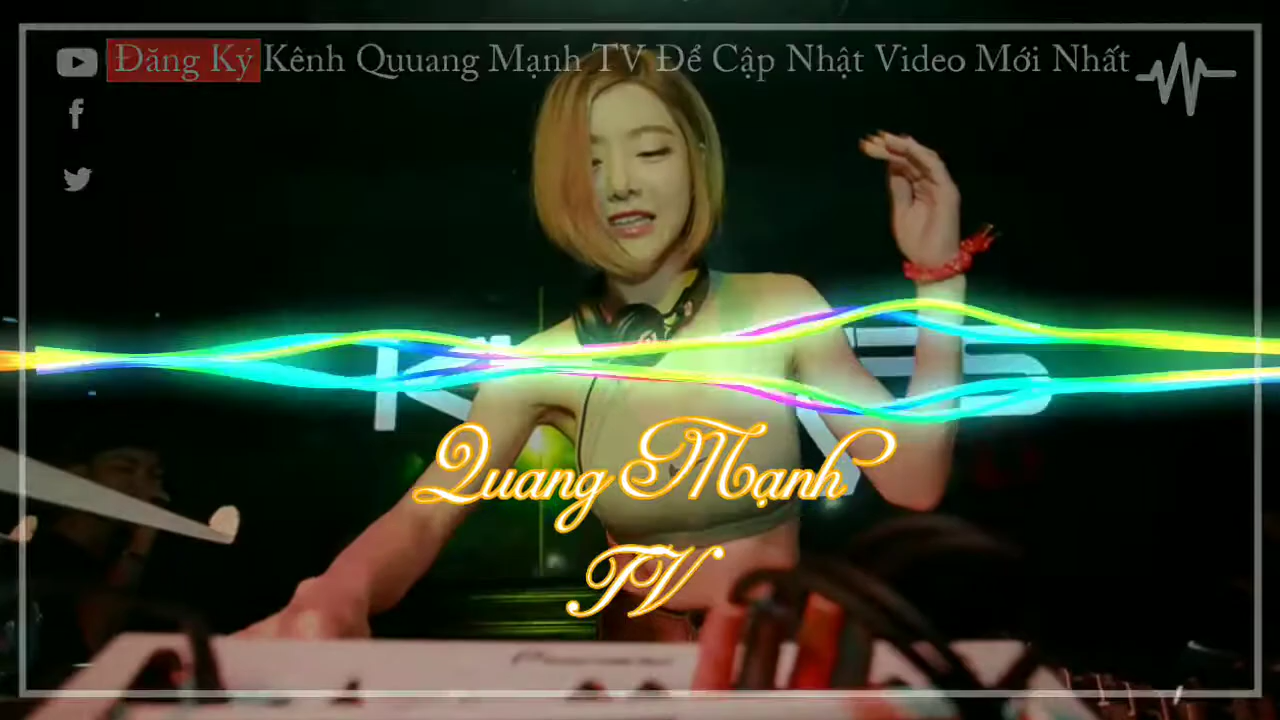 Đăng Ký Kênh Quuang Mạnh TV Để Cập Nhật Video Mới Nhất
Quang Mạnh
TV